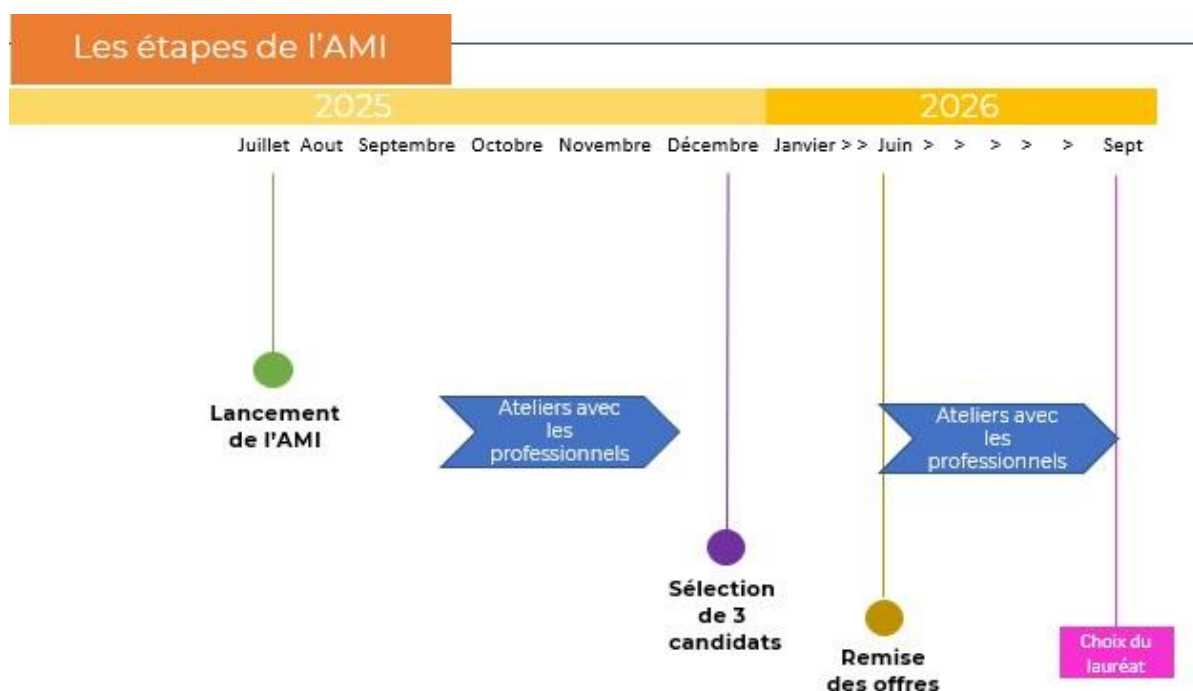 Les étapes de l'AMI
2025 2026
Juillet Aout Septembre Octobre Novembre Décembre Janvier > > Juin > > > > > Sept
Lancement
de l'AMI
Ateliers avec
les
professionnels
Ateliers avec
les
professionnels
Sélection
de 3
candidats
Remise
des offres
Choix du
lauréat